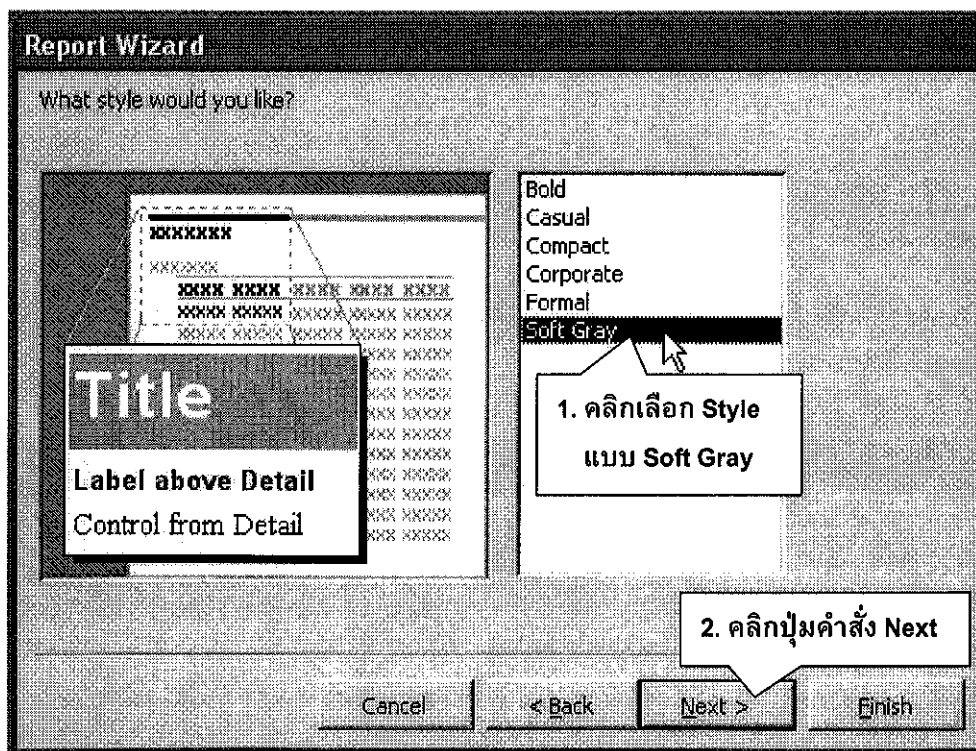 Report Wizard
What style would you like?
XXXXXXX
XXXXXXX
XXXX XXXX XXXX XXXX XXXX
XXXXX XXXXX XXXXX XXXXX XXXXX
Title
Label above Detail
Control from Detail
Bold
Casual
Compact
Corporate
Formal
Soft Gray
1. คลิกเลือก Style
แบบ Soft Gray
2. คลิกปุ่มคำสั่ง Next
Cancel
< Back
Next >
Finish